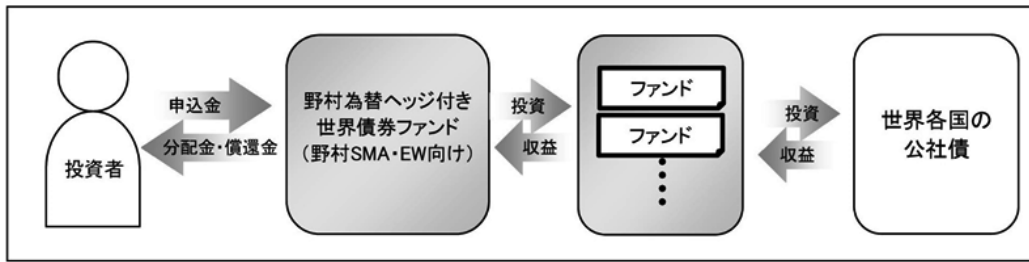 投資者
申込金
分配金・償還金
野村為替ヘッジ付き
世界債券ファンド
（野村SMA・EW向け）
投資
収益
ファンド
ファンド
投資
収益
世界各国の
公社債